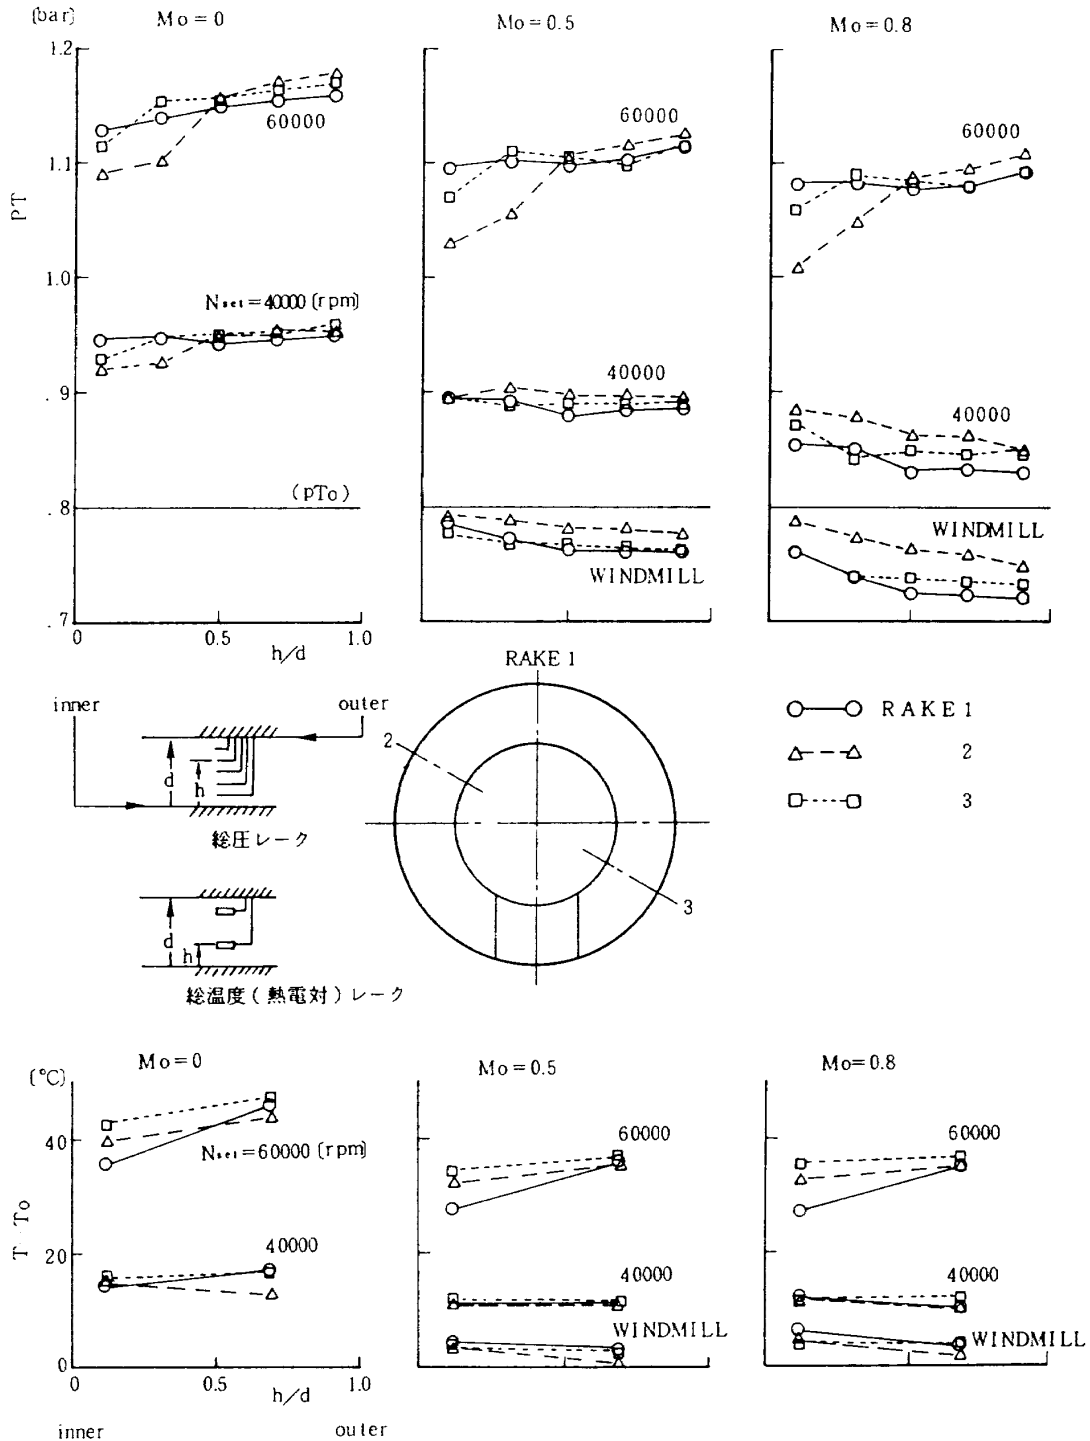 (bar) Mo=0 Mo=0.5 Mo=0.8
1.2
60000 60000 60000
1.1
PT
1.0
Nset=40000(rpm)
.9
40000 40000
(pTo)
.8
WINDMILL WINDMILL
.7
0 0.5 1.0
h/d
RAKE 1
inner outer
2
d h
総圧レーク
3
d h
総温度(熱電対)レーク
RAKE 1
2
3
Mo=0 Mo=0.5 Mo=0.8
(°C)
60000 60000
40
Nset=60000(rpm)
T-To
40000
20
40000 40000
WINDMILL WINDMILL
0
0 0.5 1.0
h/d
inner outer